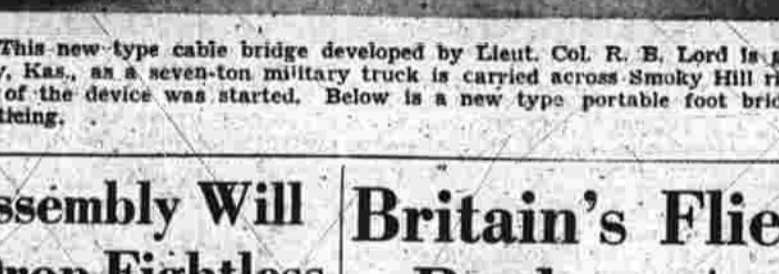 This new type cable bridge developed by Lieut. Col. R. B. Lord is
, Kas., as a seven-ton military truck is carried across Smoky Hill
of the device was started. Below is a new type portable foot bri
ssembly Will
Britain's Flie